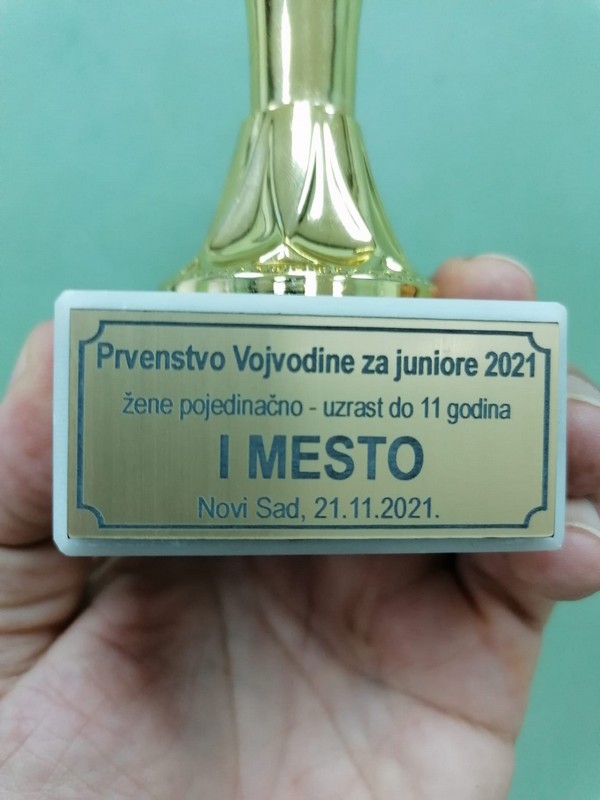 Prvenstvo Vojvodine za juniore 2021
žene pojedinačno - uzrast do 11 godina
I MESTO
Novi Sad, 21.11.2021.